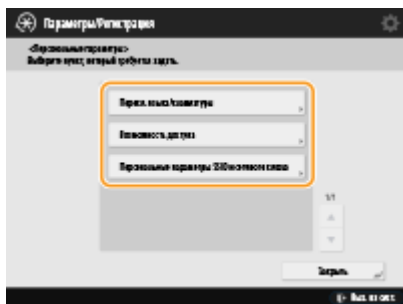 Параметры/Регистрация
<Персональные параметры>
Выберите пункт, который требуется задать.
Перекл. языка/клавиатуры
Возможность доступа
Персональные параметры
1/1
Закрыть